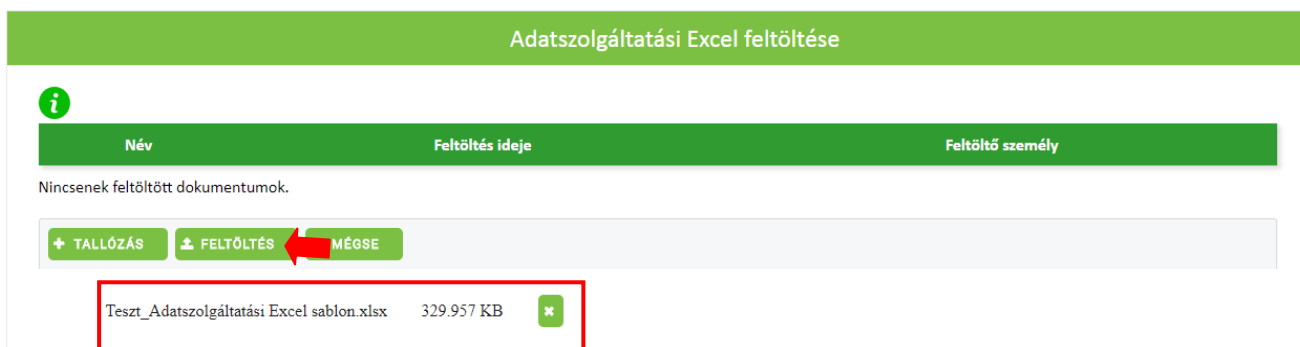 Adatszolgáltatási Excel feltöltése
i
Név Feltöltés ideje Feltöltő személy
Nincsenek feltöltött dokumentumok.
+ TALLÓZÁS FELTÖLTÉS MÉGSE
Teszt_Adatszolgáltatási Excel sablon.xlsx 329.957 KB